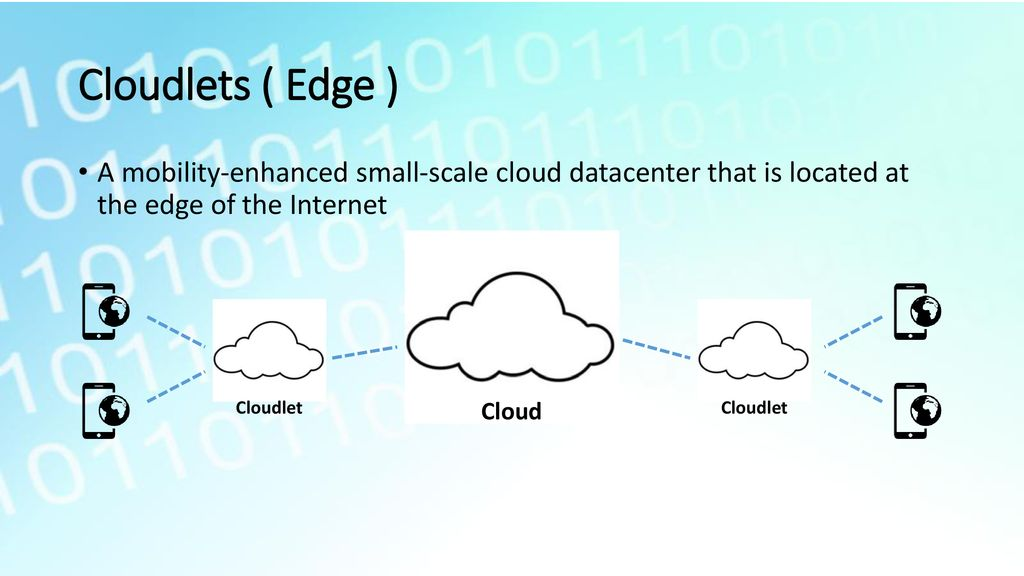 Cloudlets ( Edge )
• A mobility-enhanced small-scale cloud datacenter that is located at
the edge of the Internet
Cloudlet
Cloud
Cloudlet